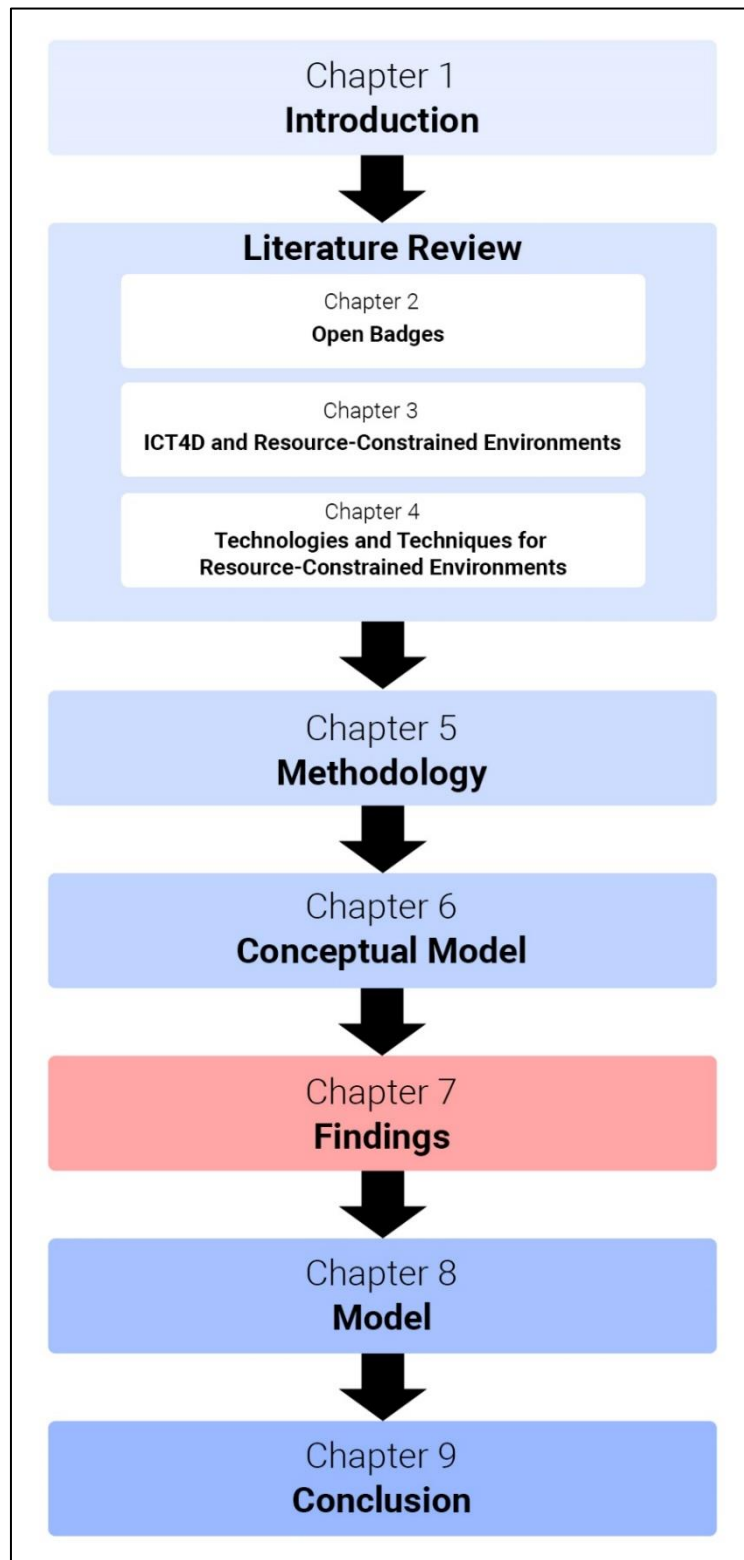 Chapter 1
Introduction
Literature Review
Chapter 2
Open Badges
Chapter 3
ICT4D and Resource-Constrained Environments
Chapter 4
Technologies and Techniques for
Resource-Constrained Environments
Chapter 5
Methodology
Chapter 6
Conceptual Model
Chapter 7
Findings
Chapter 8
Model
Chapter 9
Conclusion